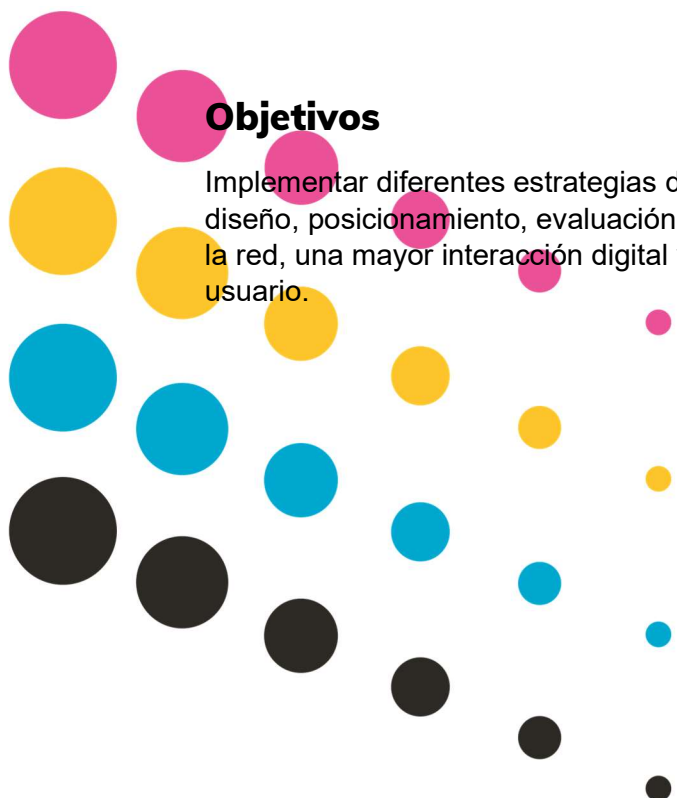 Objetivos
Implementar diferentes estrategias
diseño, posicionamiento, evaluación
la red, una mayor interacción digital
usuario.